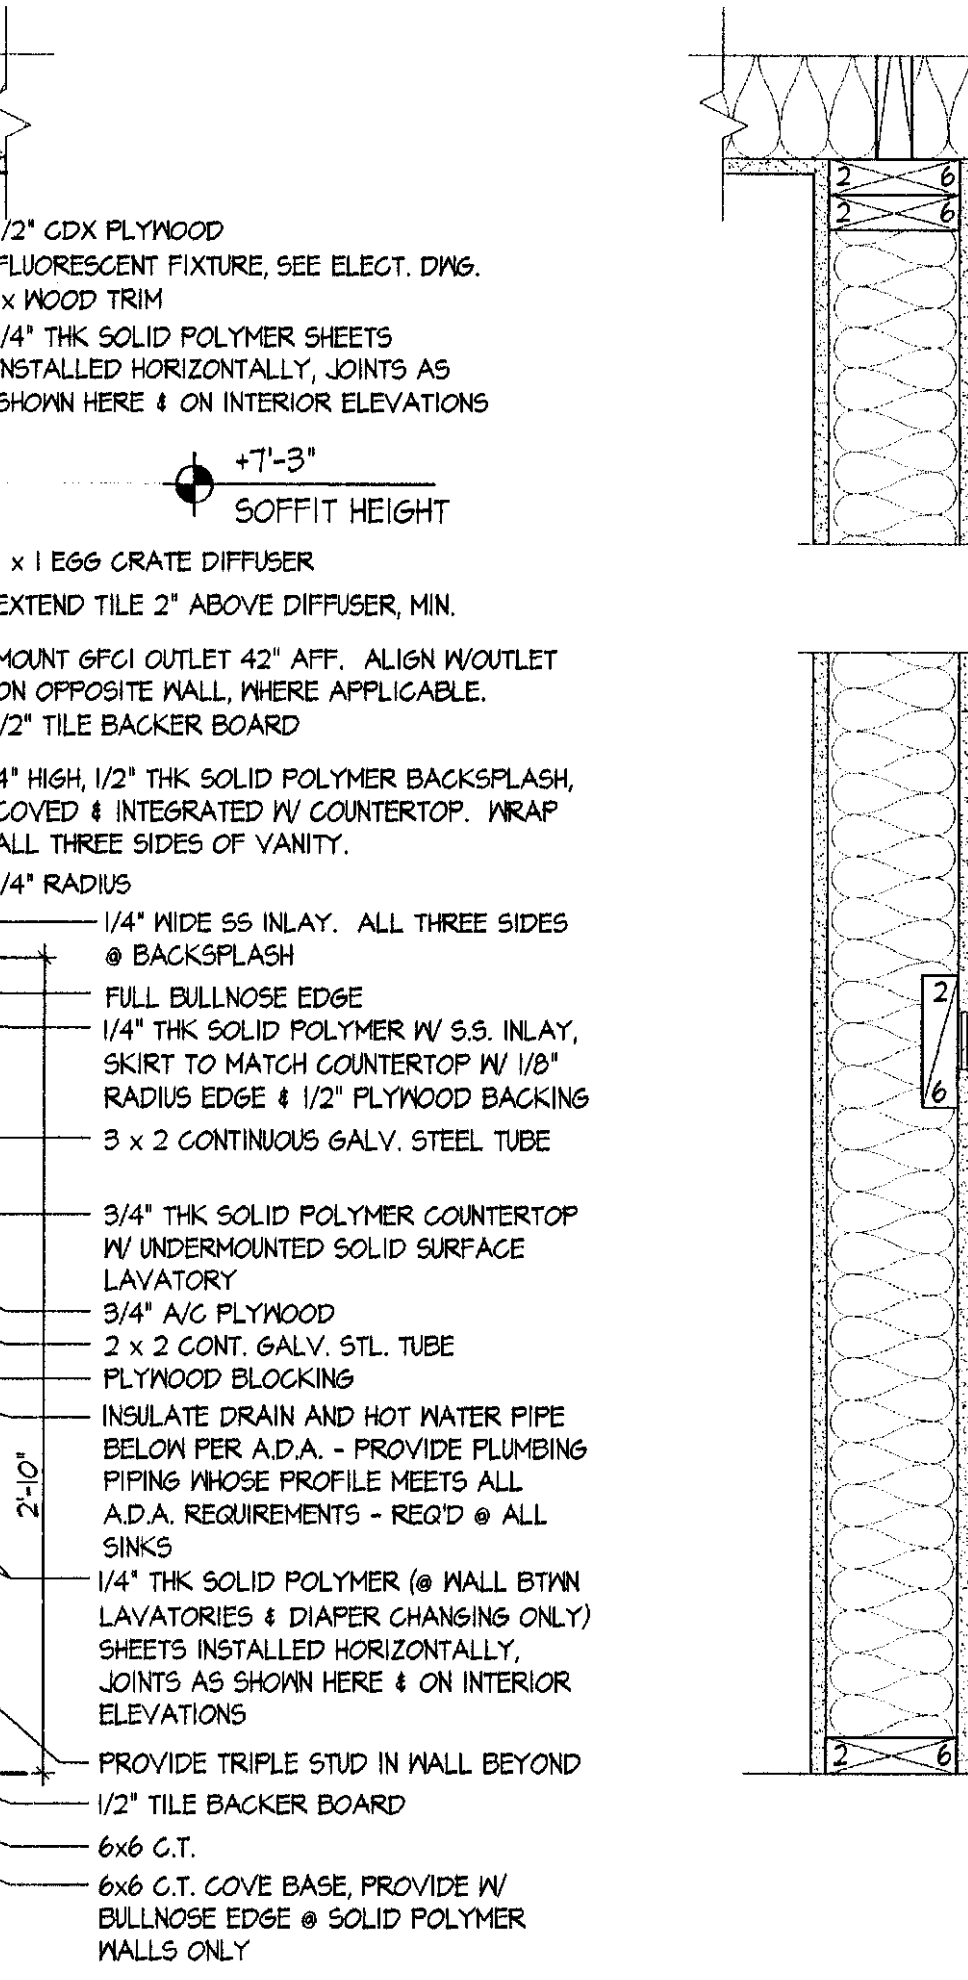 /2" CDX PLYWOOD
FLUORESCENT FIXTURE, SEE ELECT. DWG.
x WOOD TRIM
/4" THK SOLID POLYMER SHEETS
INSTALLED HORIZONTALLY, JOINTS AS
SHOWN HERE & ON INTERIOR ELEVATIONS
+7'-3"
SOFFIT HEIGHT
x 1 EGG CRATE DIFFUSER
EXTEND TILE 2" ABOVE DIFFUSER, MIN.
MOUNT GFCI OUTLET 42" AFF. ALIGN W/OUTLET
ON OPPOSITE WALL, WHERE APPLICABLE.
/2" TILE BACKER BOARD
4" HIGH, 1/2" THK SOLID POLYMER BACKSPLASH,
COVED & INTEGRATED W/ COUNTERTOP. WRAP
ALL THREE SIDES OF VANITY.
/4" RADIUS
1/4" WIDE SS INLAY. ALL THREE SIDES
@ BACKSPLASH
FULL BULLNOSE EDGE
1/4" THK SOLID POLYMER W/ S.S. INLAY,
SKIRT TO MATCH COUNTERTOP W/ 1/8"
RADIUS EDGE & 1/2" PLYWOOD BACKING
3 x 2 CONTINUOUS GALV. STEEL TUBE
3/4" THK SOLID POLYMER COUNTERTOP
W/ UNDERMOUNTED SOLID SURFACE
LAVATORY
3/4" A/C PLYWOOD
2 x 2 CONT. GALV. STL. TUBE
PLYWOOD BLOCKING
INSULATE DRAIN AND HOT WATER PIPE
BELOW PER A.D.A. - PROVIDE PLUMBING
PIPING WHOSE PROFILE MEETS ALL
A.D.A. REQUIREMENTS - REQ'D @ ALL
SINKS
2'-10"
1/4" THK SOLID POLYMER (@ WALL BTWN
LAVATORIES & DIAPER CHANGING ONLY)
SHEETS INSTALLED HORIZONTALLY,
JOINTS AS SHOWN HERE & ON INTERIOR
ELEVATIONS
PROVIDE TRIPLE STUD IN WALL BEYOND
1/2" TILE BACKER BOARD
6x6 C.T.
6x6 C.T. COVE BASE, PROVIDE W/
BULLNOSE EDGE @ SOLID POLYMER
WALLS ONLY
2 6
2 6
2
6
2 6